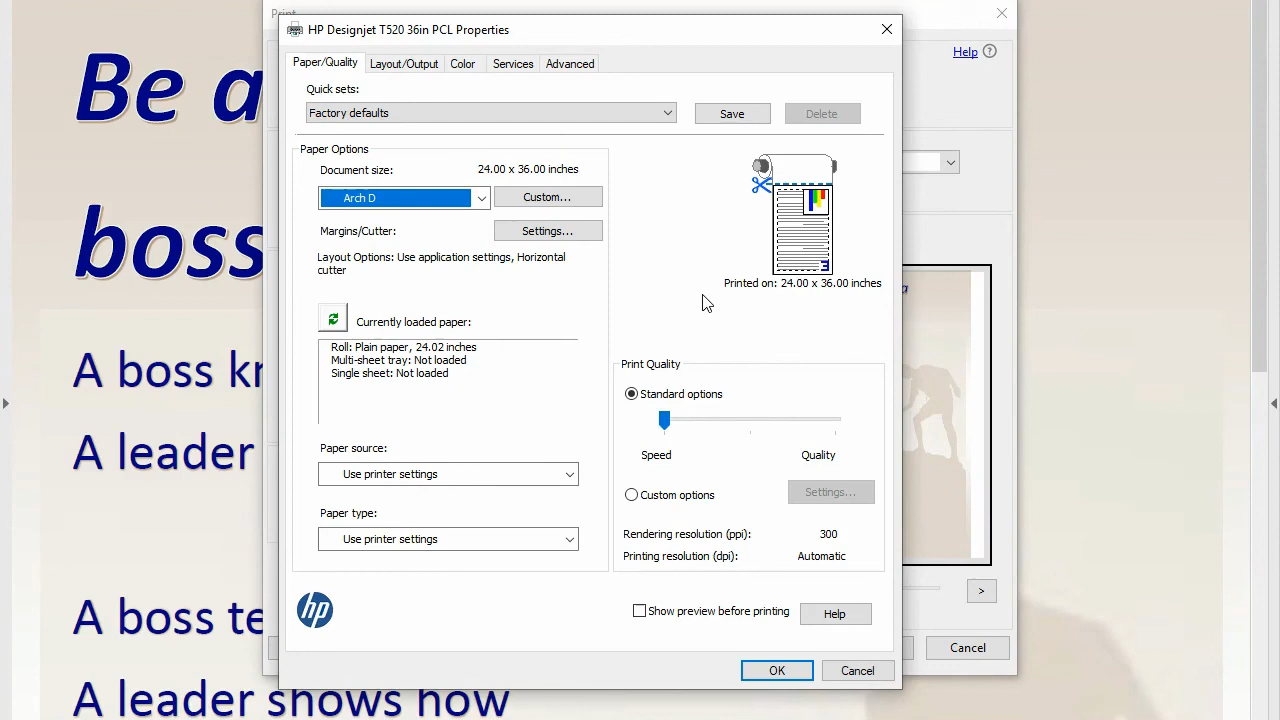 Print
Help
Be a
boss
A boss kn
A leader
A boss te
A leader shows how
a
>
Cancel
HP Designjet T520 36in PCL Properties
Paper/Quality Layout/Output Color Services Advanced
Quick sets:
Factory defaults
Save
Delete
Paper Options
Document size: 24.00 x 36.00 inches
Arch D
Custom...
Margins/Cutter:
Settings...
Layout Options: Use application settings, Horizontal
cutter
Currently loaded paper:
Roll: Plain paper, 24.02 inches
Multi-sheet tray: Not loaded
Single sheet: Not loaded
Paper source:
Use printer settings
Paper type:
Use printer settings
Printed on: 24.00 x 36.00 inches
Print Quality
Standard options
Speed Quality
Custom options
Settings...
Rendering resolution (ppi): 300
Printing resolution (dpi): Automatic
Show preview before printing
Help
hp
OK
Cancel